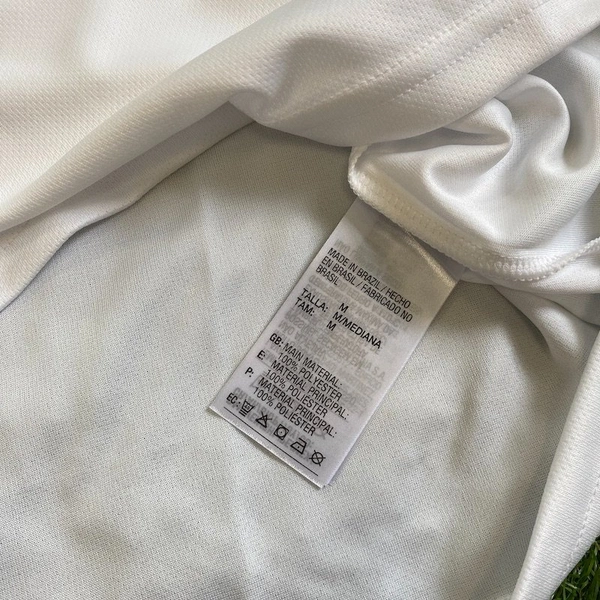 MADE IN BRAZIL / HECHO
EN BRASIL / FABRICADO NO
BRASIL
M
TALLA: M/MEDIANA
TAM: M
GB: MAIN MATERIAL:
100% POLYESTER
E: MATERIAL PRINCIPAL:
100% POLIÉSTER
P: MATERIAL PRINCIPAL:
100% POLIÉSTER
EC: